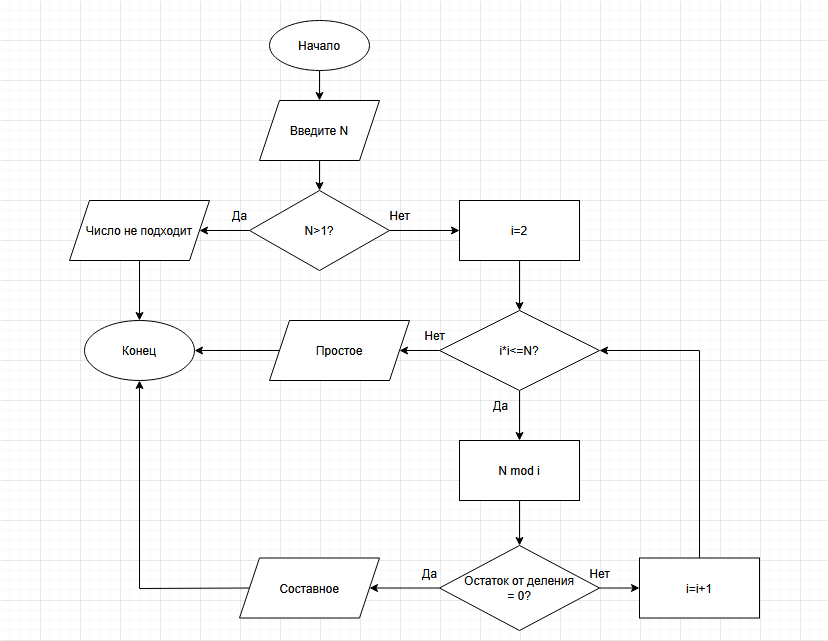 Начало
Введите N
Да
Нет
Число не подходит
N>1?
i=2
Конец
Простое
Нет
i*i<=N?
Да
N mod i
Да
Остаток от деления
= 0?
Нет
Составное
i=i+1